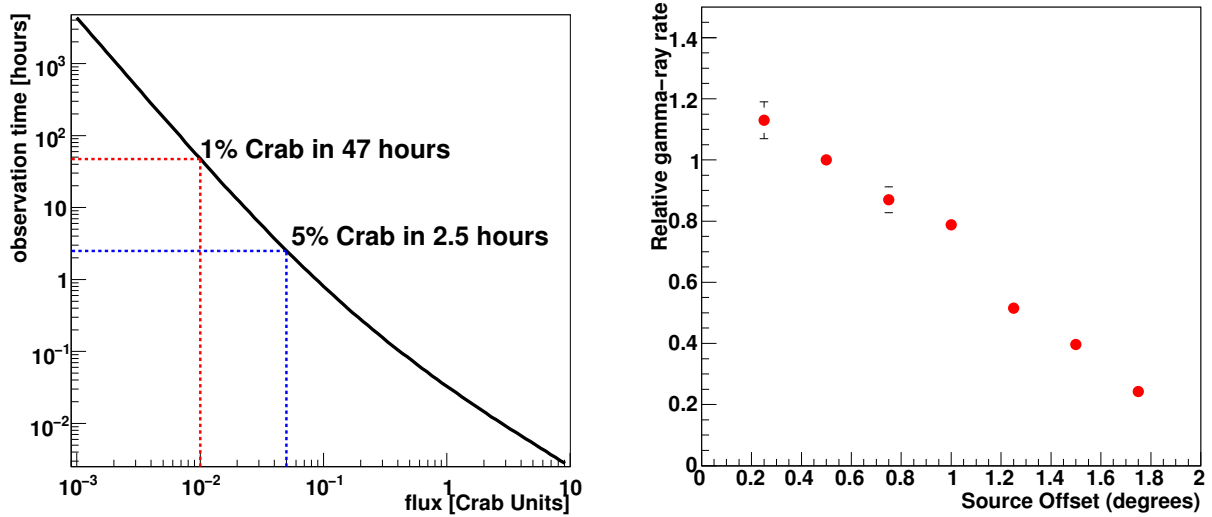 observation time [hours]
10³
10²
10
1
10⁻¹
10⁻²
1% Crab in 47 hours
5% Crab in 2.5 hours
10⁻³ 10⁻² 10⁻¹ 1 10
flux [Crab Units]
Relative gamma-ray rate
1.4
1.2
1
0.8
0.6
0.4
0.2
0
0 0.2 0.4 0.6 0.8 1 1.2 1.4 1.6 1.8 2
Source Offset (degrees)